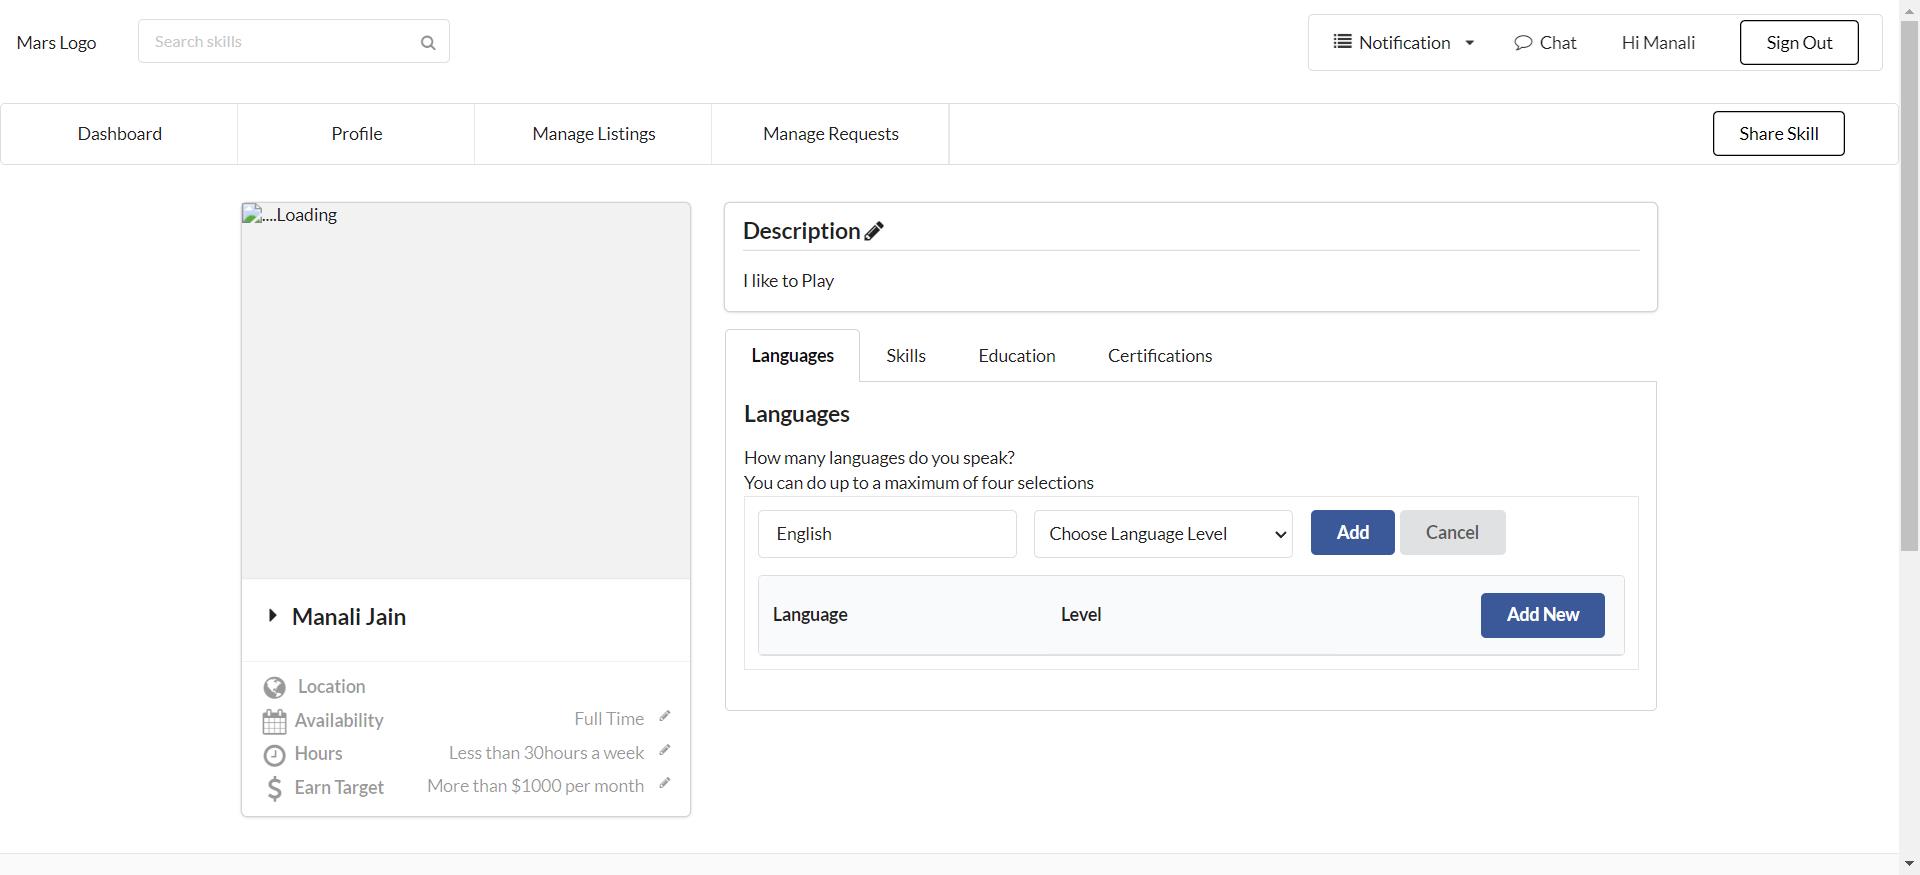 Mars Logo
Search skills
Notification
Chat
Hi Manali
Sign Out
Dashboard
Profile
Manage Listings
Manage Requests
Share Skill
....Loading
Manali Jain
Location
Availability
Full Time
Hours
Less than 30hours a week
Earn Target
More than $1000 per month
Description
I like to Play
Languages
Skills
Education
Certifications
Languages
How many languages do you speak?
You can do up to a maximum of four selections
English
Choose Language Level
Add
Cancel
Language
Level
Add New